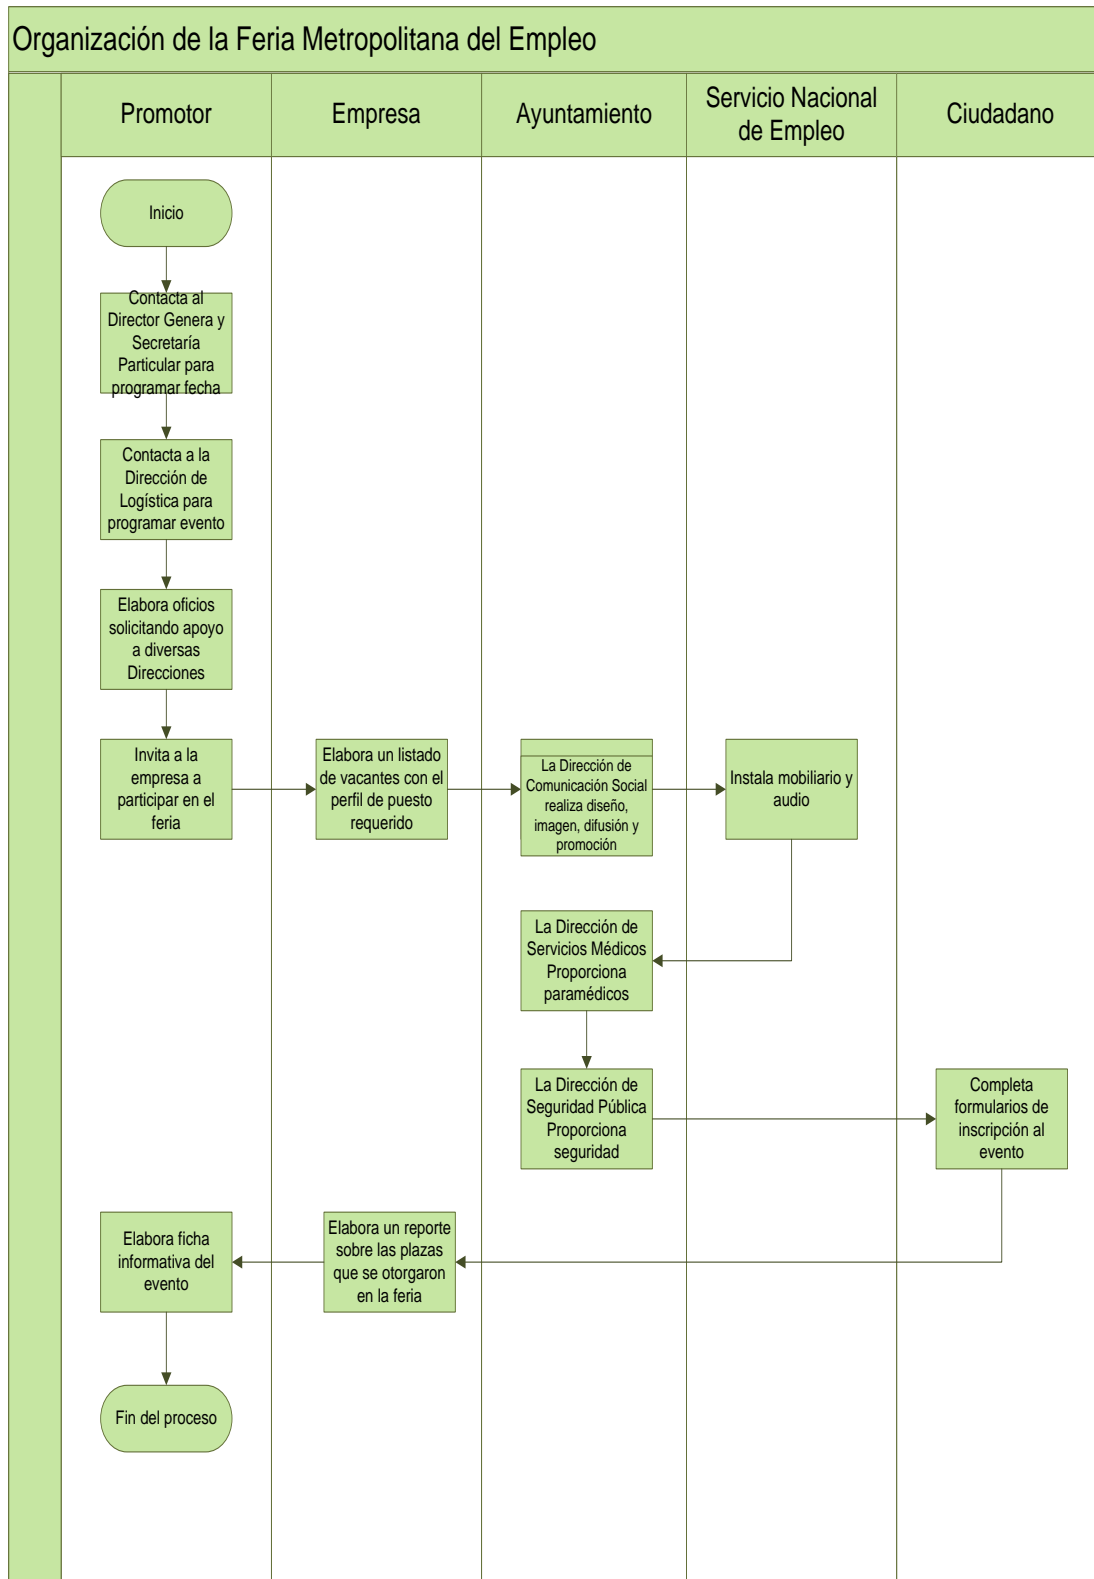 Organización de la Feria Metropolitana del Empleo
Promotor
Empresa
Ayuntamiento
Servicio Nacional
de Empleo
Ciudadano
Inicio
Contacta al
Director Genera y
Secretaría
Particular para
programar fecha
Contacta a la
Dirección de
Logística para
programar evento
Elabora oficios
solicitando apoyo
a diversas
Direcciones
Invita a la
empresa a
participar en el
feria
Elabora un listado
de vacantes con el
perfil de puesto
requerido
La Dirección de
Comunicación Social
realiza diseño,
imagen, difusión y
promoción
Instala mobiliario y
audio
La Dirección de
Servicios Médicos
Proporciona
paramédicos
La Dirección de
Seguridad Pública
Proporciona
seguridad
Completa
formularios de
inscripción al
evento
Elabora un reporte
sobre las plazas
que se otorgaron
en la feria
Elabora ficha
informativa del
evento
Fin del proceso